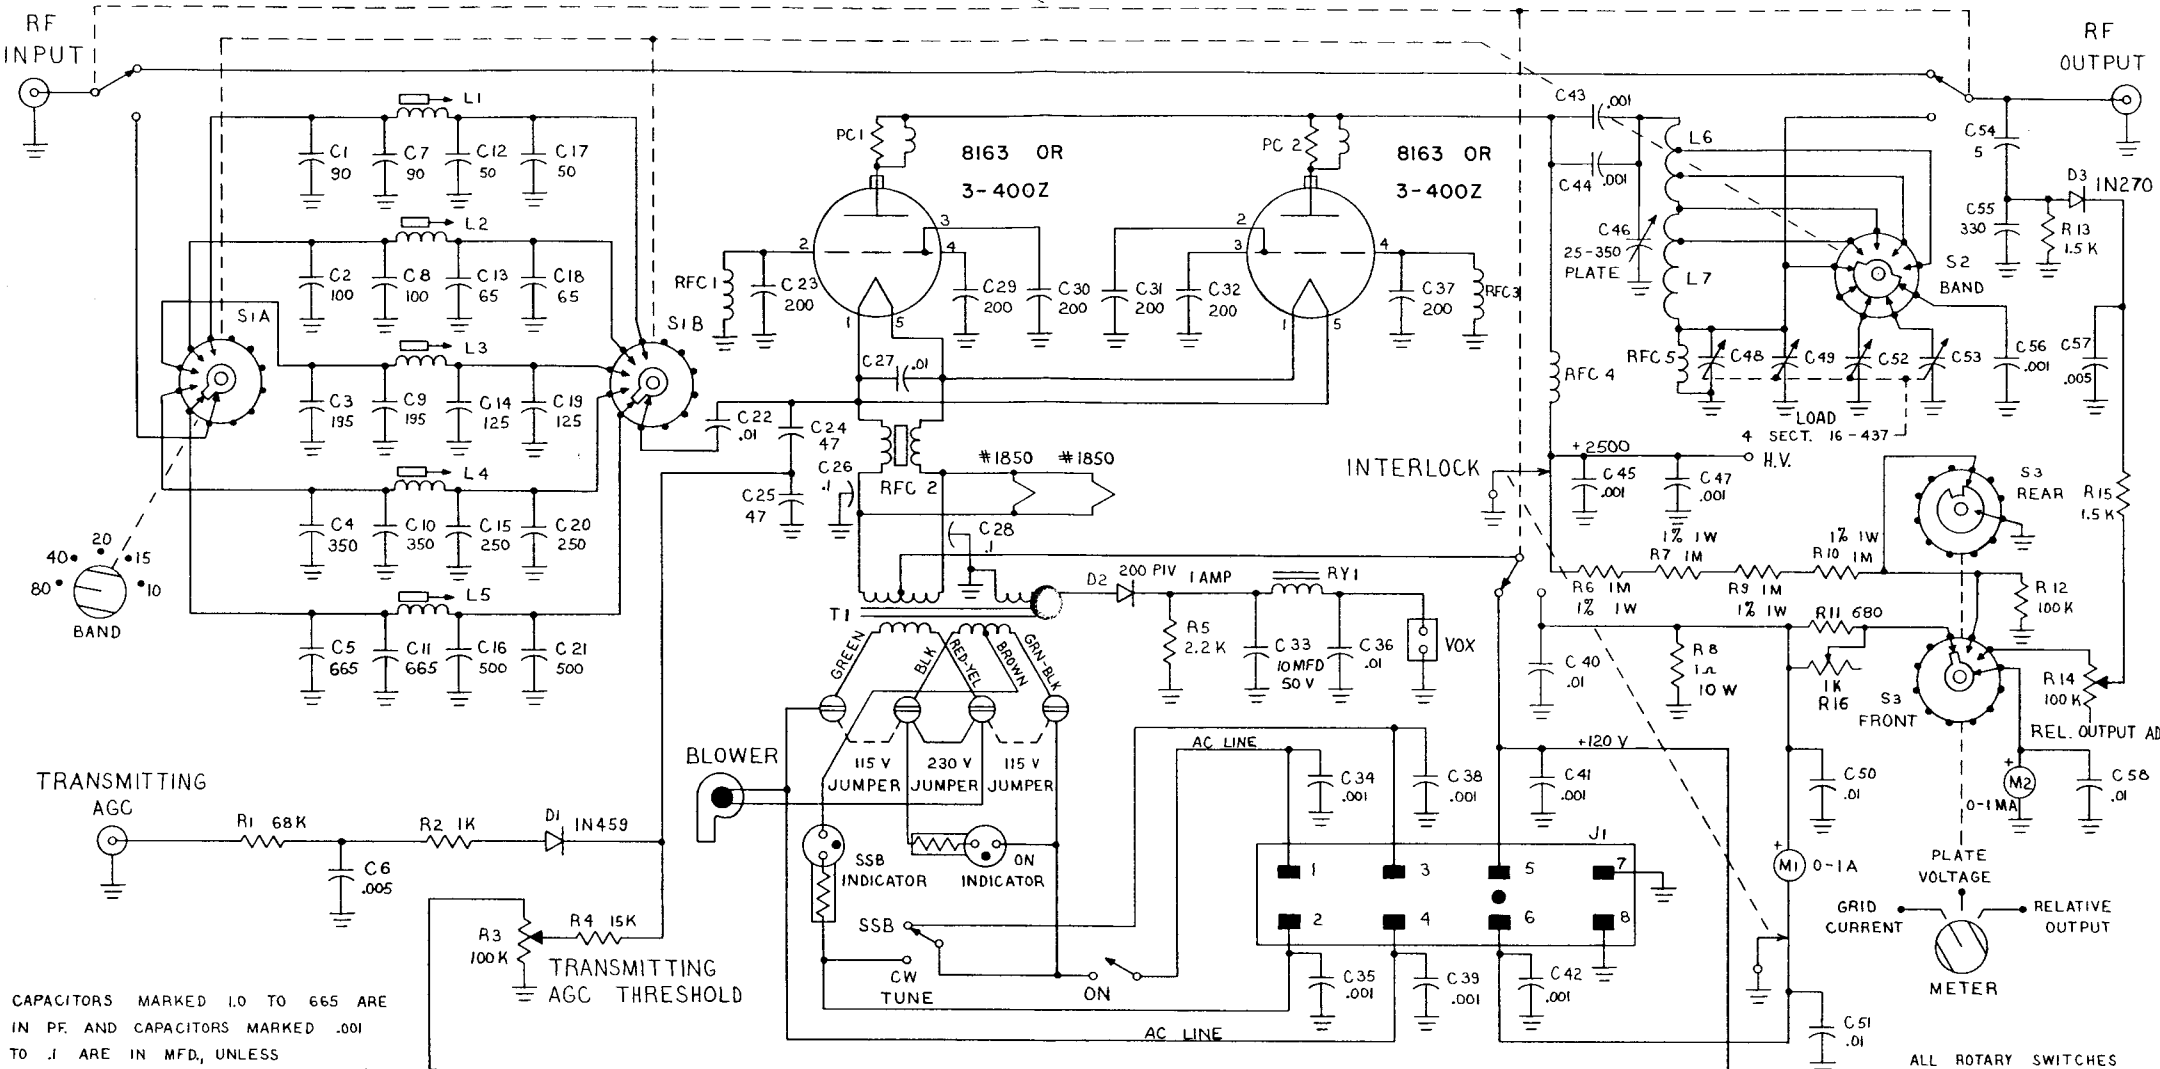 RF
INPUT
RF
OUTPUT
L1
C1
90
C7
90
C12
50
C17
50
L2
C2
100
C8
100
C13
65
C18
65
S1A
S1B
L3
C3
195
C9
195
C14
125
C19
125
L4
C4
350
C10
350
C15
250
C20
250
L5
C5
665
C11
665
C16
500
C21
500
80
40
20
15
10
BAND
PC1
8163 OR
3-400Z
2
3
4
1
5
RFC1
C23
200
C29
200
C30
200
C31
200
C32
200
PC 2
8163 OR
3-400Z
2
3
4
1
5
C37
200
RFC3
C27
.01
C22
.01
C24
47
C25
47
C26
.1
RFC 2
#1850
#1850
C28
.1
C43
.001
C44
.001
C46
25-350
PLATE
L6
L7
S2
BAND
C54
5
C55
330
D3
1N270
R13
1.5 K
RFC 4
RFC5
C48
C49
C52
C53
C56
.001
C57
.005
LOAD
4 SECT. 16-437
+2500
H.V.
INTERLOCK
C45
.001
C47
.001
S3
REAR
R15
1.5 K
R6 1M
1% 1W
1% 1W
R7 1M
R9 1M
1% 1W
1% 1W
R10 1M
R12
100 K
R11 680
1K
R16
R8
1Ω
10 W
C40
.01
S3
FRONT
R14
100 K
REL. OUTPUT AD
T1
D2
200 PIV
1 AMP
RY1
R5
2.2 K
C33
10 MFD
50 V
C36
.01
VOX
GREEN
BLK
RED-YEL
BROWN
GRN-BLK
115 V
JUMPER
230 V
JUMPER
115 V
JUMPER
BLOWER
SSB
INDICATOR
ON
INDICATOR
SSB
CW
TUNE
ON
AC LINE
AC LINE
C34
.001
C38
.001
C41
.001
+120 V
J1
1
3
5
7
2
4
6
8
C35
.001
C39
.001
C42
.001
C50
.01
C51
.01
+
M1
0-1A
+
M2
0-1 MA
C58
.01
PLATE
VOLTAGE
GRID
CURRENT
RELATIVE
OUTPUT
METER
TRANSMITTING
AGC
R1 68K
C6
.005
R2 1K
D1
1N459
R3
100K
R4 15K
TRANSMITTING
AGC THRESHOLD
CAPACITORS MARKED 1.0 TO 665 ARE
IN PF. AND CAPACITORS MARKED .001
TO .1 ARE IN MFD., UNLESS
ALL ROTARY SWITCHES